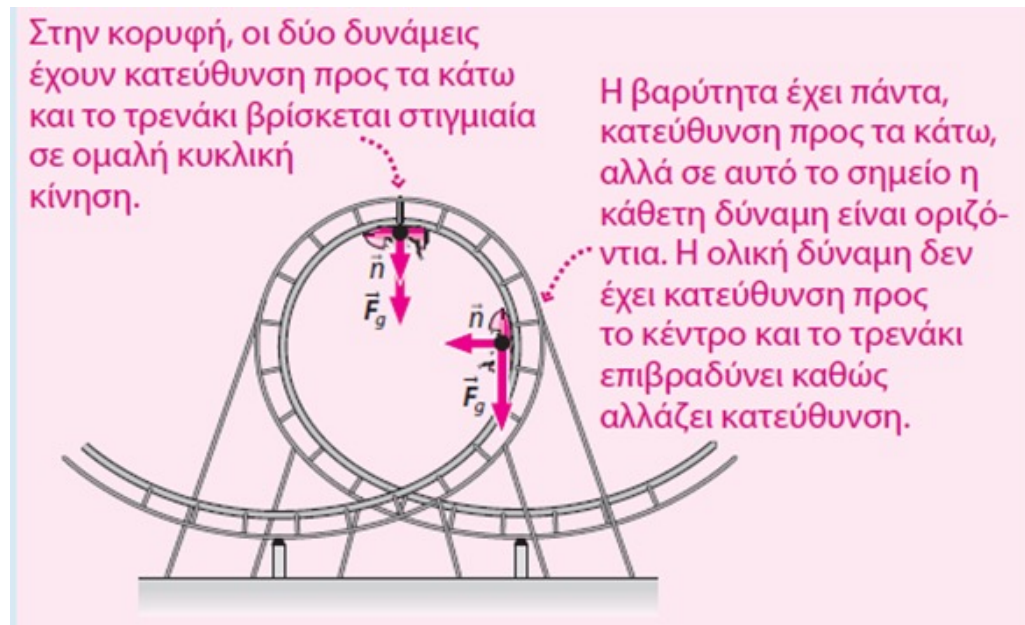 Στην κορυφή, οι δύο δυνάμεις
έχουν κατεύθυνση προς τα κάτω
και το τρενάκι βρίσκεται στιγμιαία
σε ομαλή κυκλική
κίνηση.
Η βαρύτητα έχει πάντα,
κατεύθυνση προς τα κάτω,
αλλά σε αυτό το σημείο η
κάθετη δύναμη είναι οριζό-
ντια. Η ολική δύναμη δεν
έχει κατεύθυνση προς
το κέντρο και το τρενάκι
επιβραδύνει καθώς
αλλάζει κατεύθυνση.
n⃗
F⃗g
n⃗
F⃗g